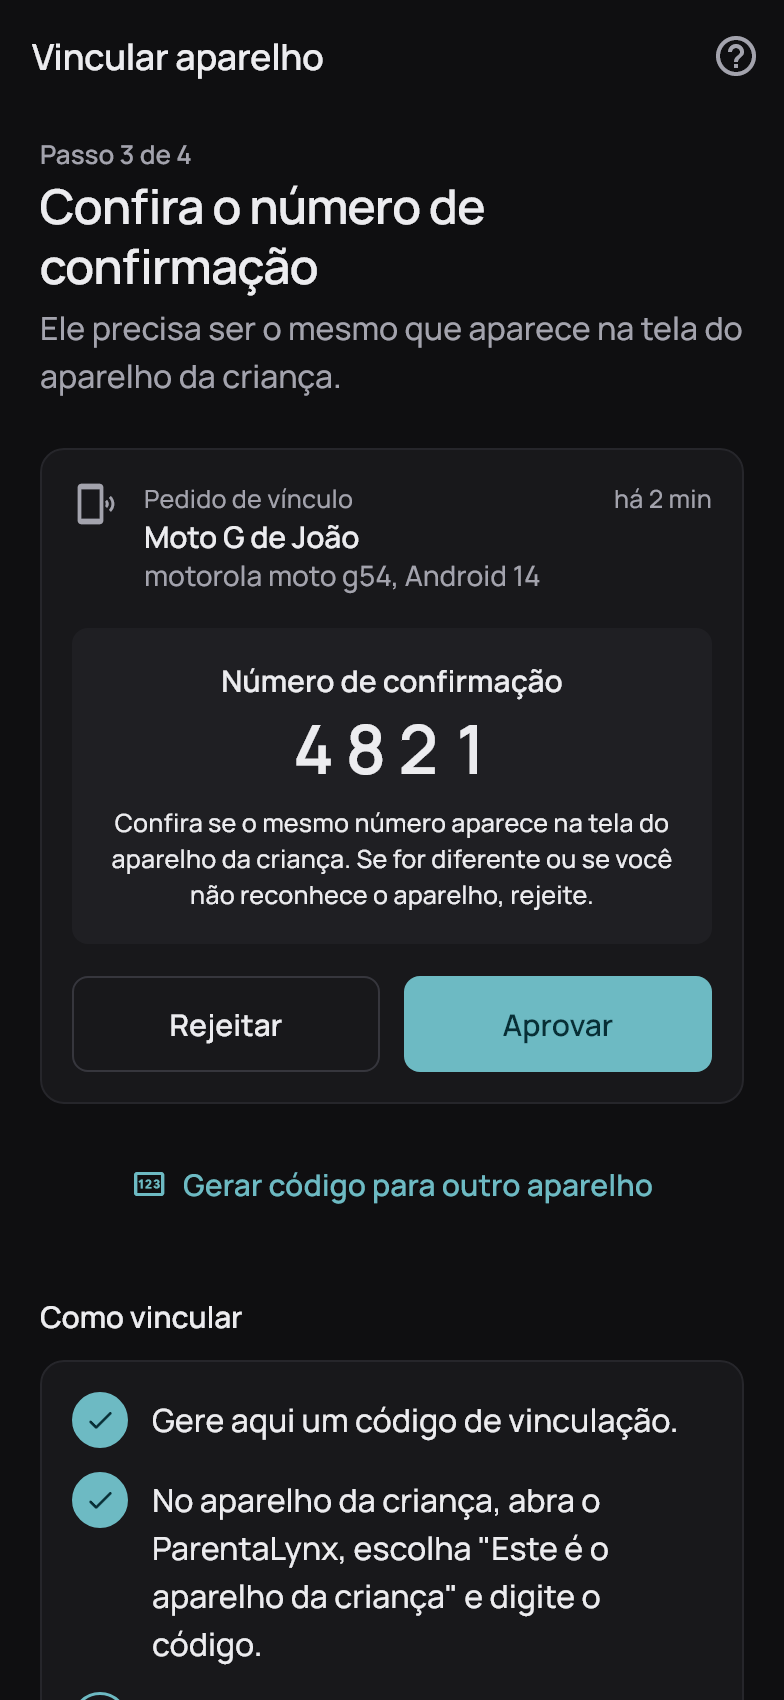 Vincular aparelho
Passo 3 de 4
Confira o número de
confirmação
Ele precisa ser o mesmo que aparece na tela do
aparelho da criança.
Pedido de vínculo
há 2 min
Moto G de João
motorola moto g54, Android 14
Número de confirmação
4821
Confira se o mesmo número aparece na tela do
aparelho da criança. Se for diferente ou se você
não reconhece o aparelho, rejeite.
Rejeitar
Aprovar
123
Gerar código para outro aparelho
Como vincular
Gere aqui um código de vinculação.
No aparelho da criança, abra o
ParentaLynx, escolha "Este é o
aparelho da criança" e digite o
código.